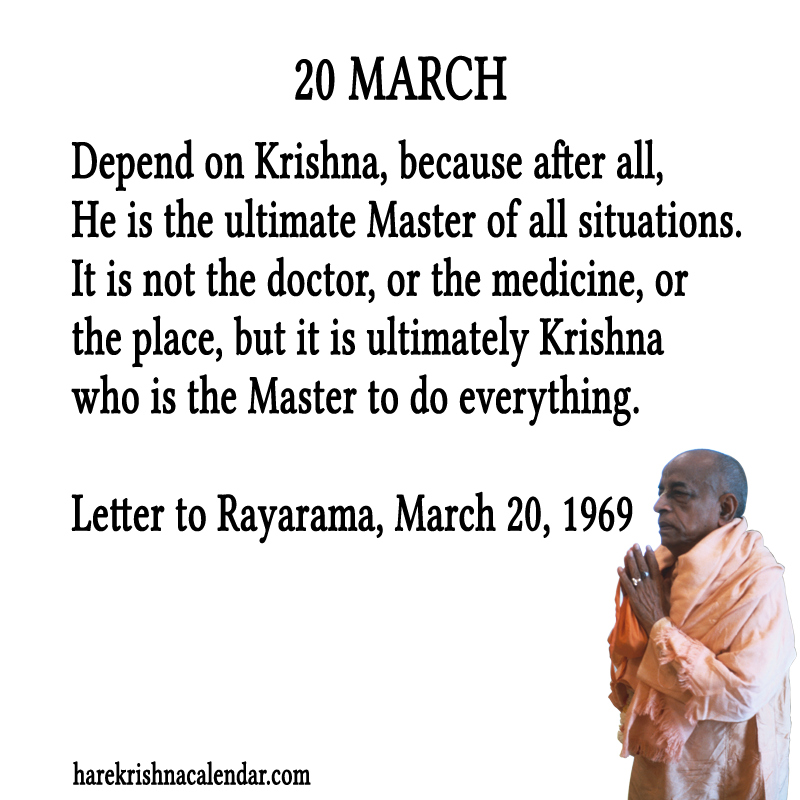 20 MARCH
Depend on Krishna, because after all,
He is the ultimate Master of all situations.
It is not the doctor, or the medicine, or
the place, but it is ultimately Krishna
who is the Master to do everything.
Letter to Rayarama, March 20, 1969
harekrishnacalendar.com